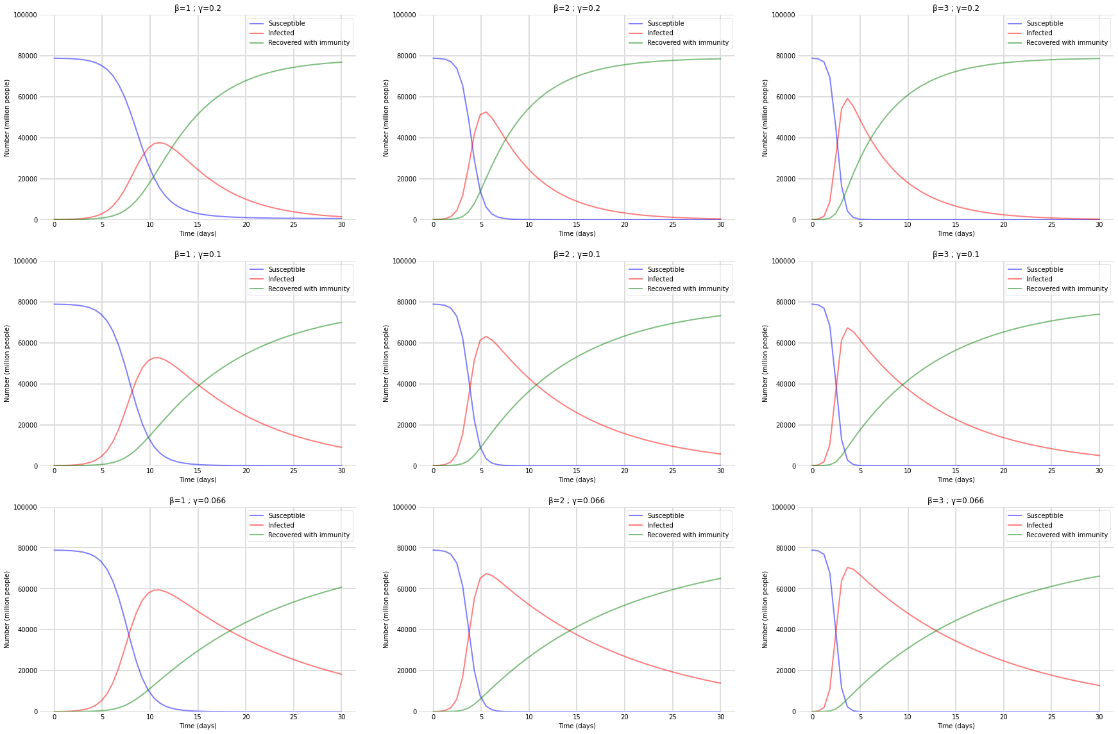 β=1 ; γ=0.2
Susceptible
Infected
Recovered with immunity
100000
80000
60000
40000
20000
0
Number (million people)
0 5 10 15 20 25 30
Time (days)
β=2 ; γ=0.2
Susceptible
Infected
Recovered with immunity
100000
80000
60000
40000
20000
0
Number (million people)
0 5 10 15 20 25 30
Time (days)
β=3 ; γ=0.2
Susceptible
Infected
Recovered with immunity
100000
80000
60000
40000
20000
0
Number (million people)
0 5 10 15 20 25 30
Time (days)
β=1 ; γ=0.1
Susceptible
Infected
Recovered with immunity
100000
80000
60000
40000
20000
0
Number (million people)
0 5 10 15 20 25 30
Time (days)
β=2 ; γ=0.1
Susceptible
Infected
Recovered with immunity
100000
80000
60000
40000
20000
0
Number (million people)
0 5 10 15 20 25 30
Time (days)
β=3 ; γ=0.1
Susceptible
Infected
Recovered with immunity
100000
80000
60000
40000
20000
0
Number (million people)
0 5 10 15 20 25 30
Time (days)
β=1 ; γ=0.066
Susceptible
Infected
Recovered with immunity
100000
80000
60000
40000
20000
0
Number (million people)
0 5 10 15 20 25 30
Time (days)
β=2 ; γ=0.066
Susceptible
Infected
Recovered with immunity
100000
80000
60000
40000
20000
0
Number (million people)
0 5 10 15 20 25 30
Time (days)
β=3 ; γ=0.066
Susceptible
Infected
Recovered with immunity
100000
80000
60000
40000
20000
0
Number (million people)
0 5 10 15 20 25 30
Time (days)